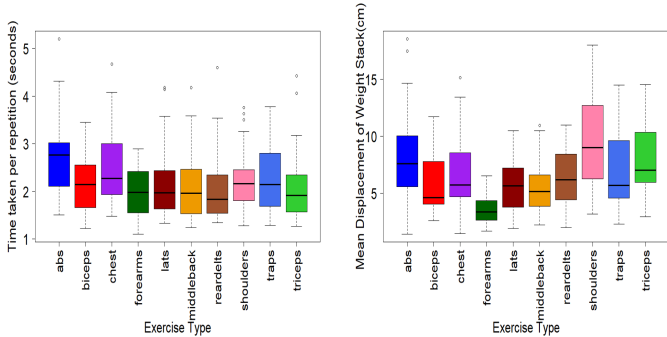 Time taken per repetition (seconds)
5
4
3
2
1
abs
biceps
chest
forearms
lats
middleback
reardelts
shoulders
traps
triceps
Exercise Type
Mean Displacement of Weight Stack(cm)
15
10
5
abs
biceps
chest
forearms
lats
middleback
reardelts
shoulders
traps
triceps
Exercise Type